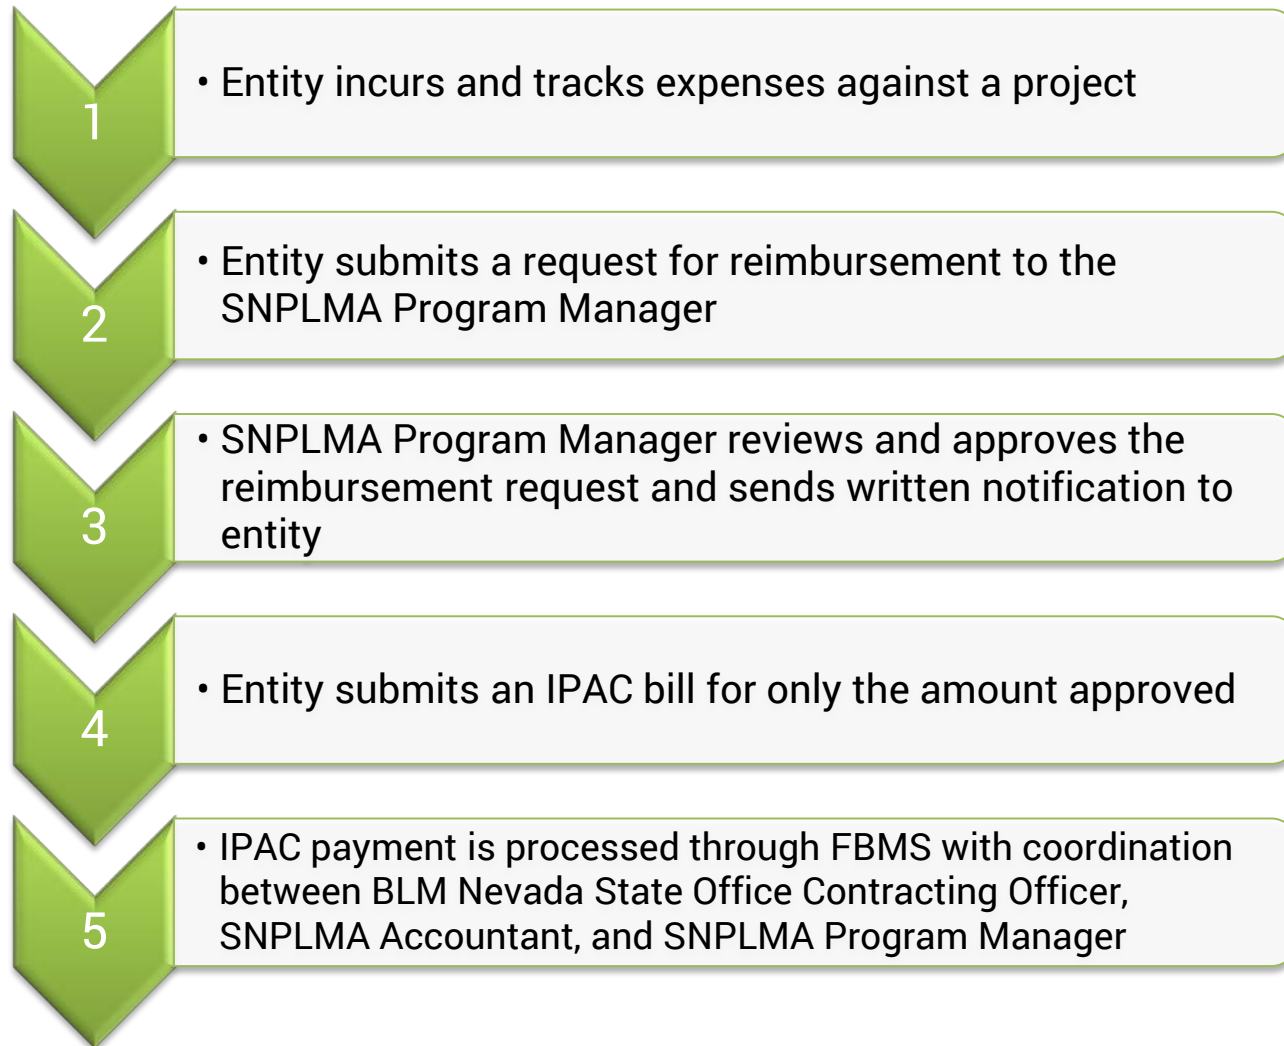 1
• Entity incurs and tracks expenses against a project
2
• Entity submits a request for reimbursement to the
SNPLMA Program Manager
3
• SNPLMA Program Manager reviews and approves the
reimbursement request and sends written notification to
entity
4
• Entity submits an IPAC bill for only the amount approved
5
• IPAC payment is processed through FBMS with coordination
between BLM Nevada State Office Contracting Officer,
SNPLMA Accountant, and SNPLMA Program Manager